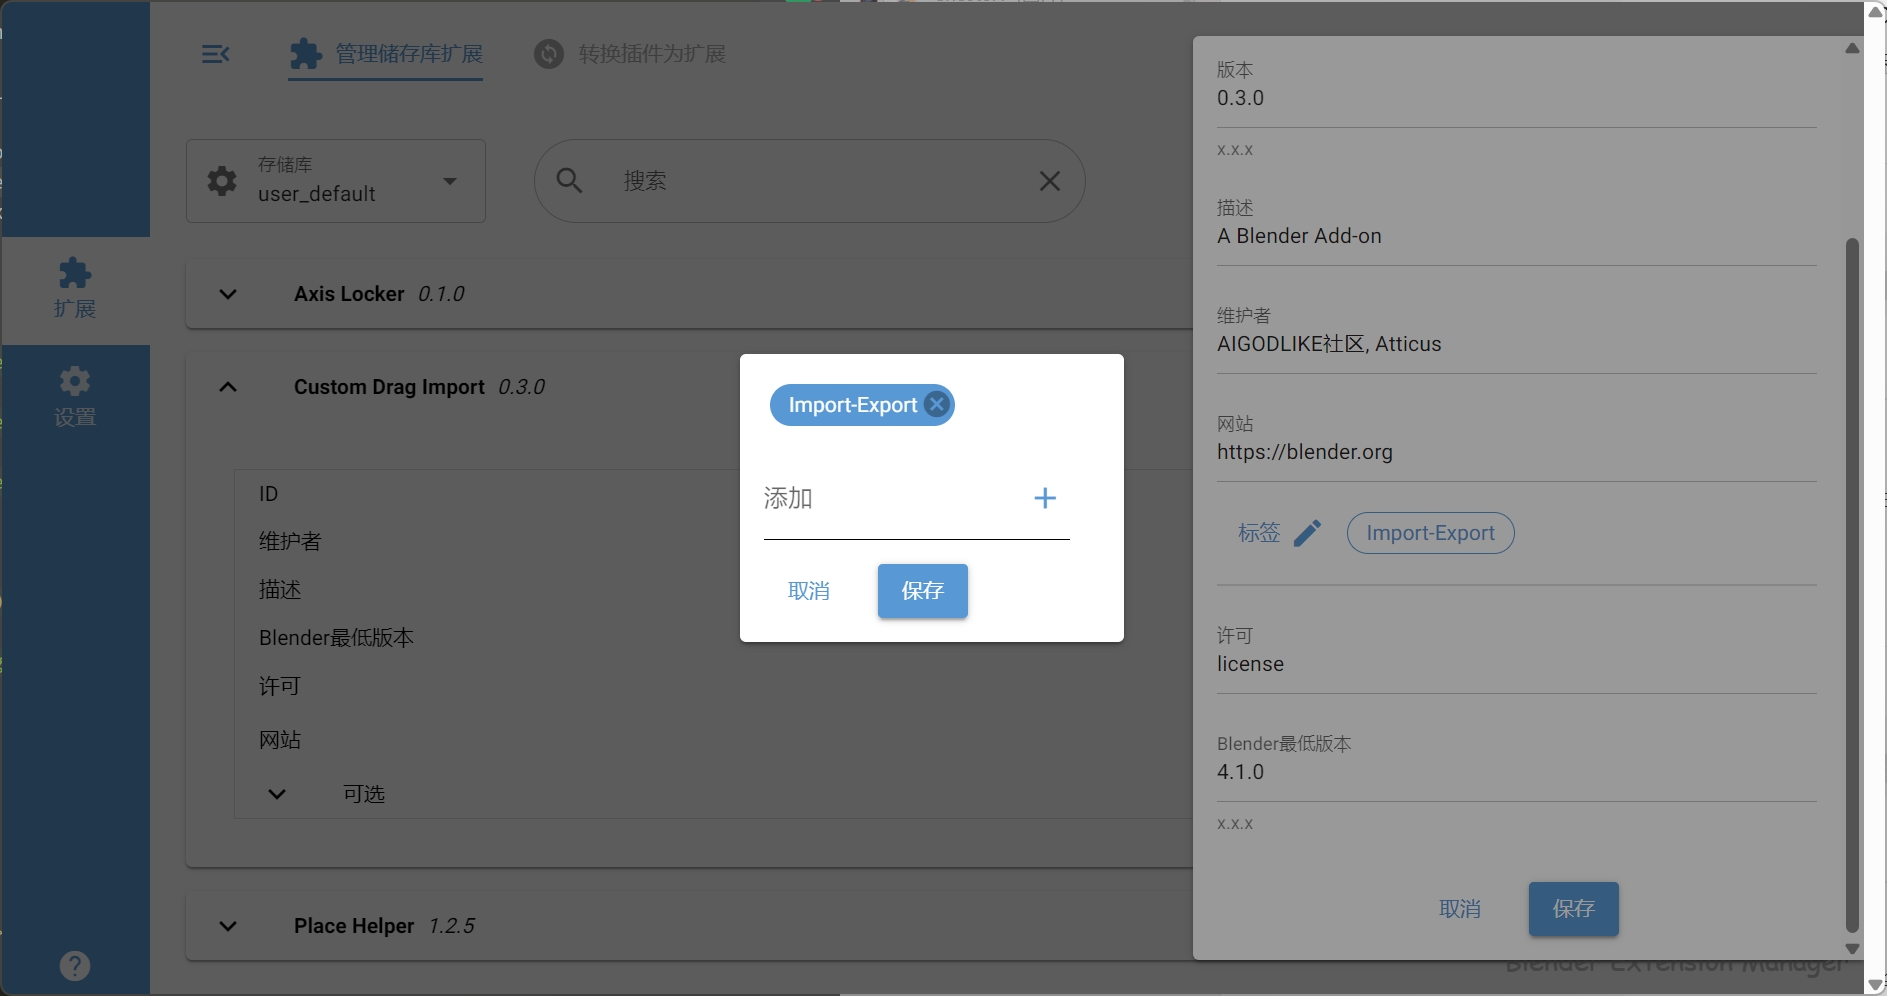 管理储存库扩展
转换插件为扩展
存储库
user_default
搜索
扩展
设置
Axis Locker 0.1.0
Custom Drag Import 0.3.0
ID
维护者
描述
Blender最低版本
许可
网站
可选
Place Helper 1.2.5
Import-Export
添加
取消
保存
版本
0.3.0
x.x.x
描述
A Blender Add-on
维护者
AIGODLIKE社区, Atticus
网站
https://blender.org
标签
Import-Export
许可
license
Blender最低版本
4.1.0
x.x.x
取消
保存
Blender Extension Manager